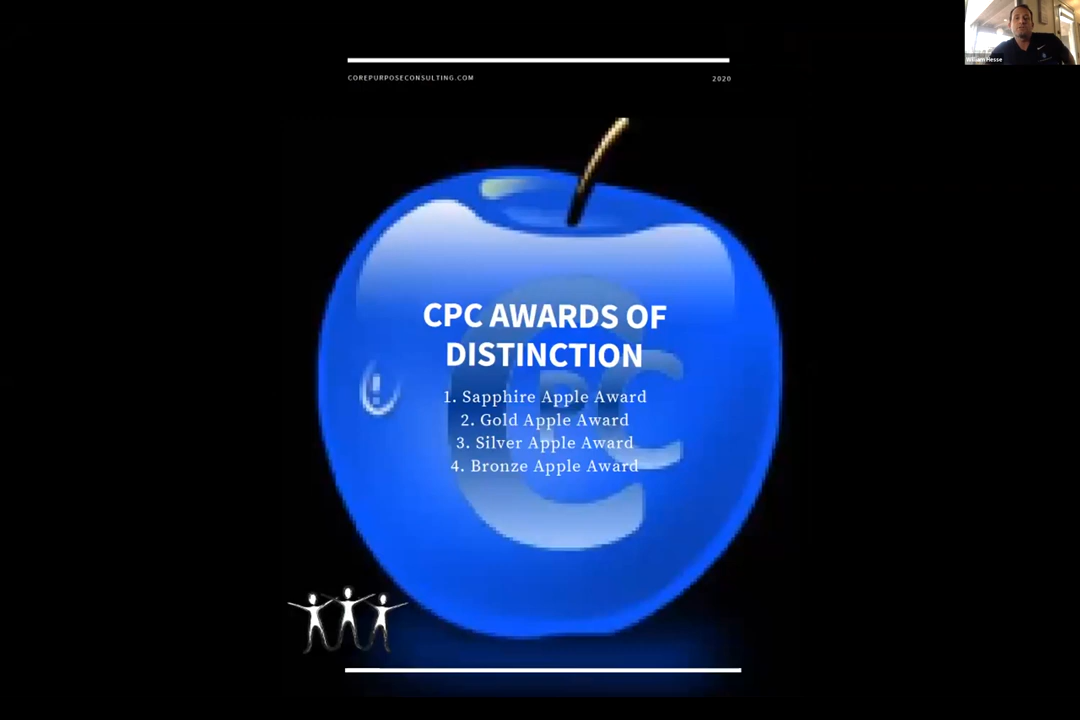 COREPURPOSECONSULTING.COM
2020
William Hesse
CPC AWARDS OF
DISTINCTION
CPC
1. Sapphire Apple Award
2. Gold Apple Award
3. Silver Apple Award
4. Bronze Apple Award